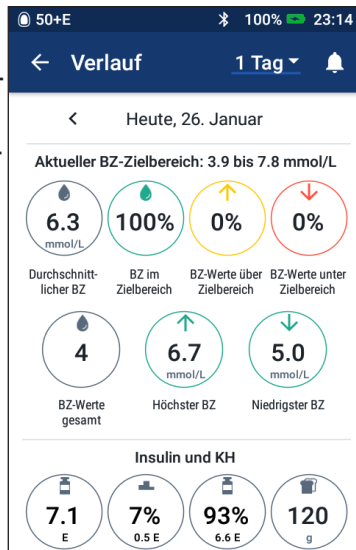 50+E 100% 23:14
Verlauf 1 Tag
Heute, 26. Januar
Aktueller BZ-Zielbereich: 3.9 bis 7.8 mmol/L
6.3 100% 0% 0%
mmol/L
Durchschnitt- BZ im BZ-Werte über BZ-Werte unter
licher BZ Zielbereich Zielbereich Zielbereich
4 6.7 5.0
mmol/L mmol/L
BZ-Werte Höchster BZ Niedrigster BZ
gesamt
Insulin und KH
7.1 7% 93% 120
E 0.5 E 6.6 E g